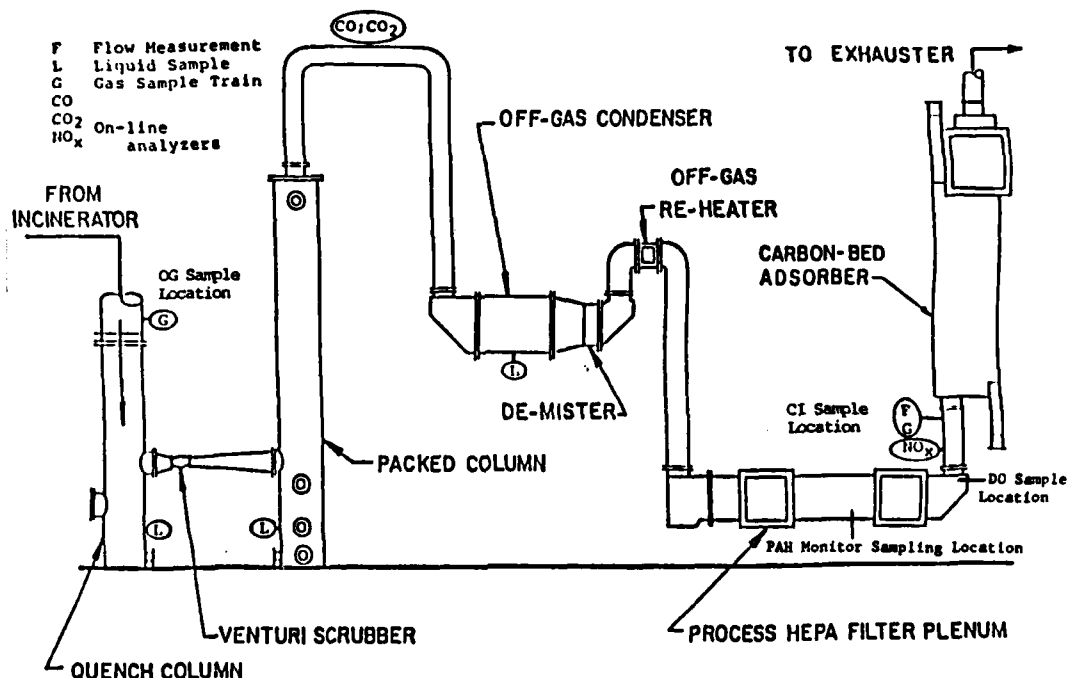 CO,CO2
F Flow Measurement
L Liquid Sample
G Gas Sample Train
CO
CO2
NOx On-line
analyzers
TO EXHAUSTER
OFF-GAS CONDENSER
FROM
INCINERATOR
OFF-GAS
RE-HEATER
OG Sample
Location
G
CARBON-BED
ADSORBER
L
DE-MISTER
CI Sample
Location
F
G
NOx
PACKED COLUMN
DO Sample
Location
L
L
PAH Monitor Sampling Location
VENTURI SCRUBBER
PROCESS HEPA FILTER PLENUM
QUENCH COLUMN